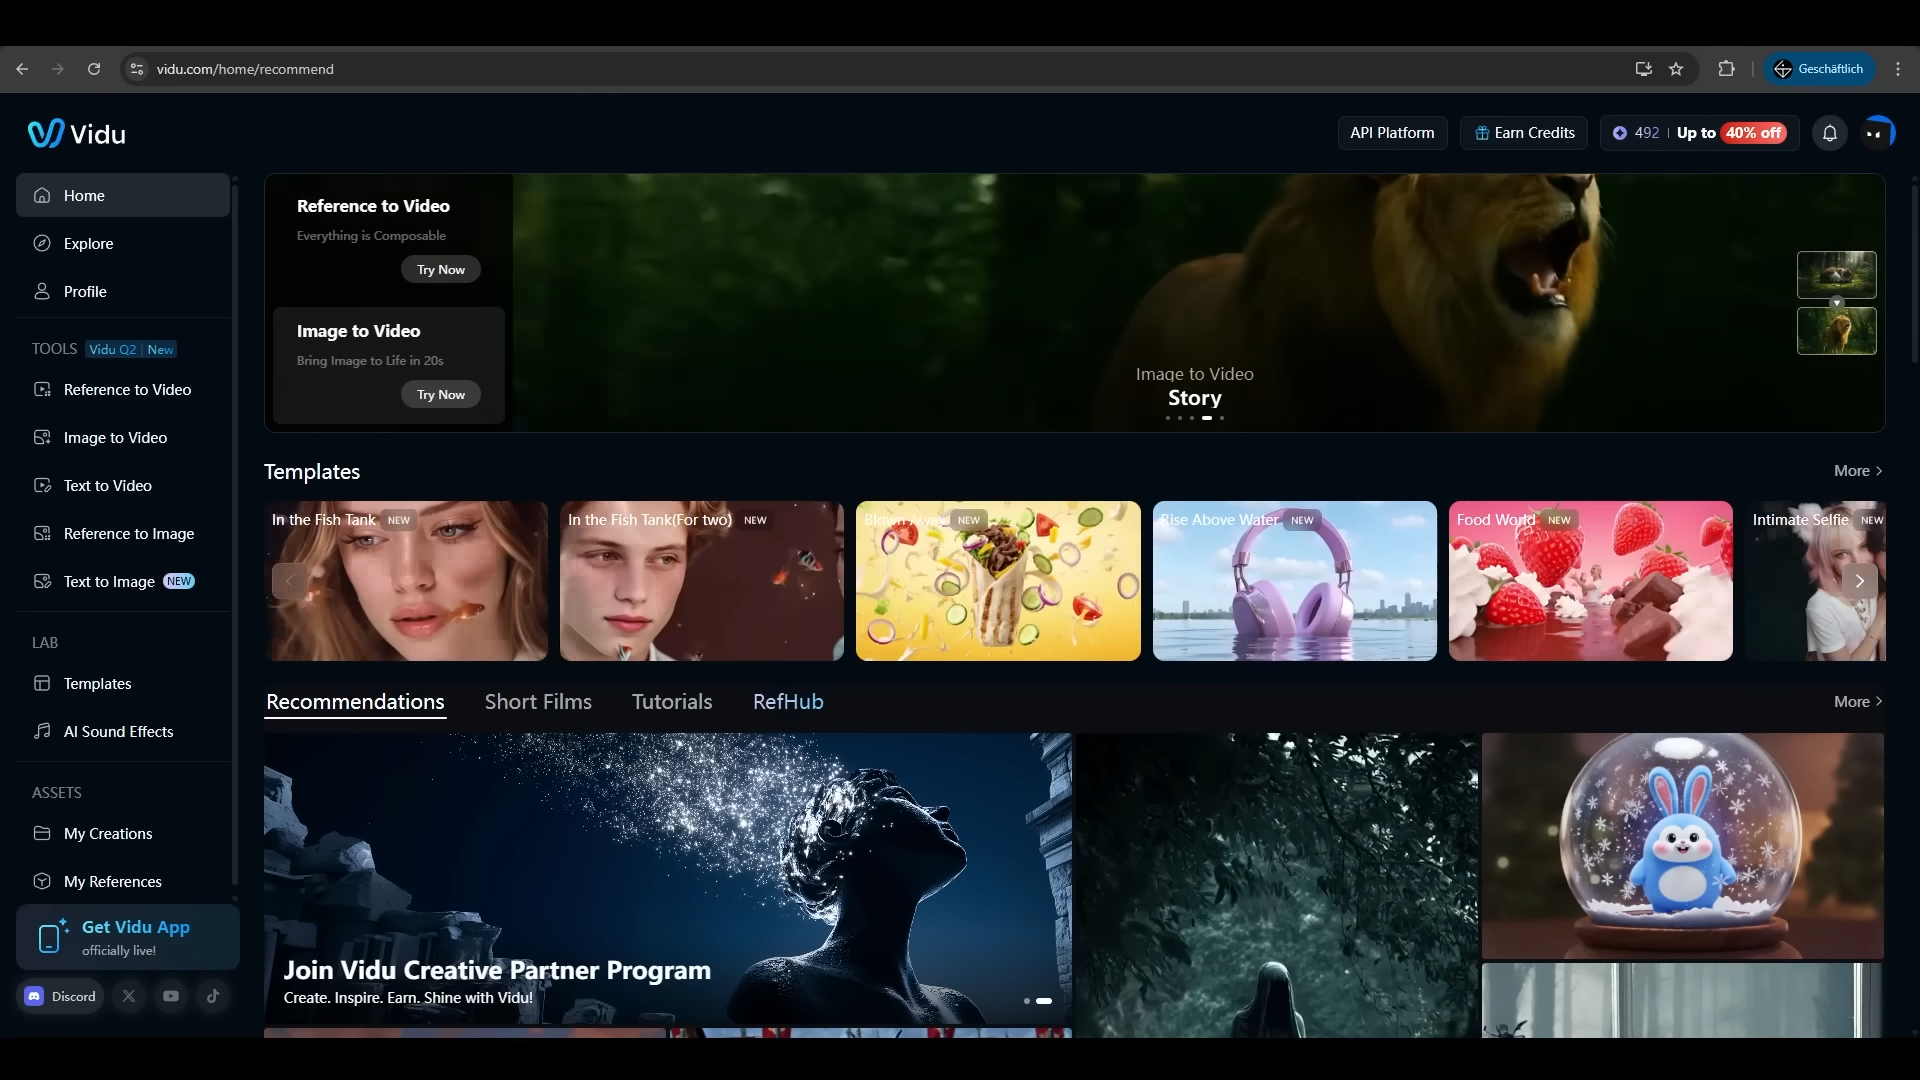 vidu.com/home/recommend
Geschäftlich
Vidu
API Platform
Earn Credits
492 | Up to 40% off
Home
Explore
Profile
TOOLS Vidu Q2 | New
Reference to Video
Image to Video
Text to Video
Reference to Image
Text to Image NEW
LAB
Templates
AI Sound Effects
ASSETS
My Creations
My References
Get Vidu App
officially live!
Discord
Reference to Video
Everything is Composable
Try Now
Image to Video
Bring Image to Life in 20s
Try Now
Image to Video
Story
Templates
More
In the Fish Tank NEW
In the Fish Tank(For two) NEW
Blown Away NEW
Rise Above Water NEW
Food World NEW
Intimate Selfie NEW
Recommendations
Short Films
Tutorials
RefHub
More
Join Vidu Creative Partner Program
Create. Inspire. Earn. Shine with Vidu!